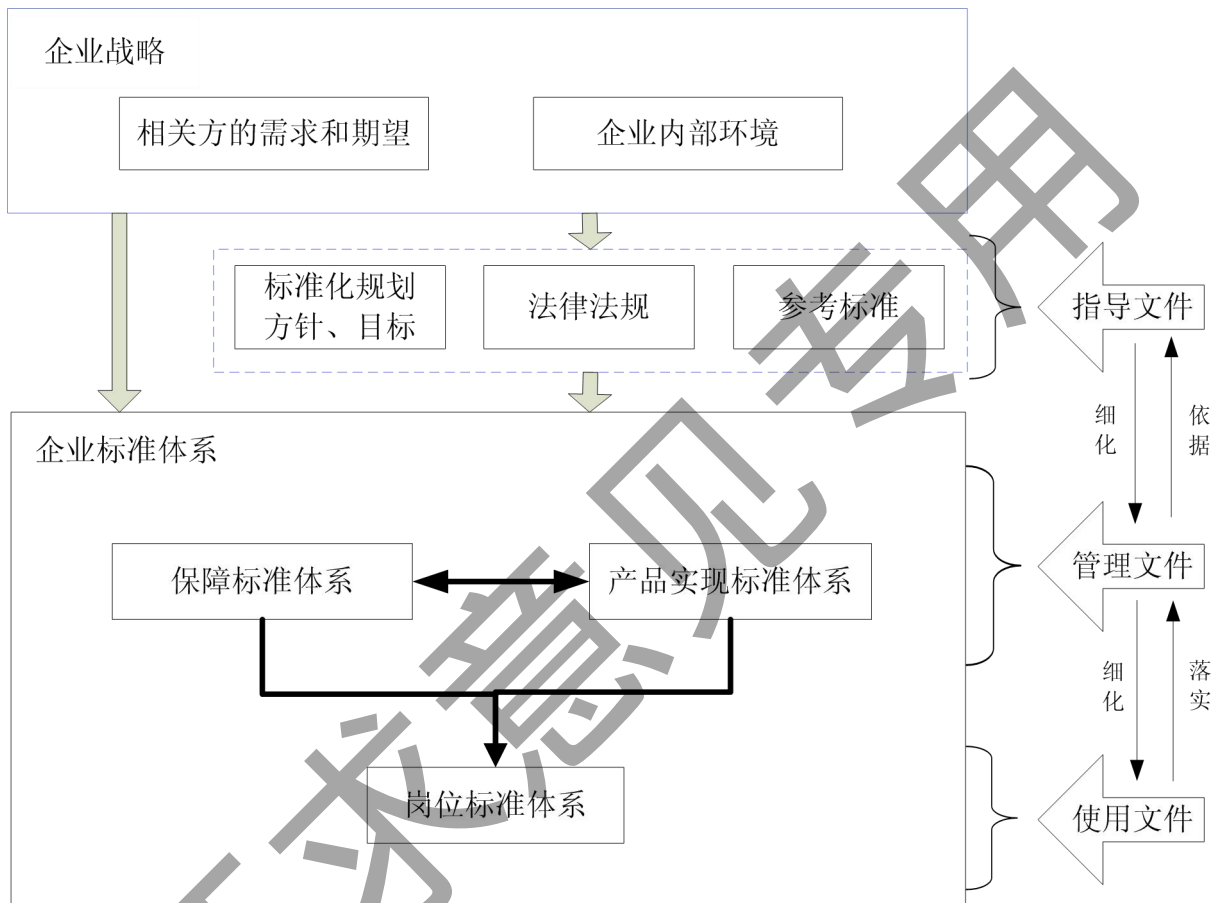 企业战略
相关方的需求和期望
企业内部环境
标准化规划
方针、目标
法律法规
参考标准
指导文件
细化
依据
企业标准体系
保障标准体系
产品实现标准体系
管理文件
细化
落实
岗位标准体系
使用文件
求意见专用